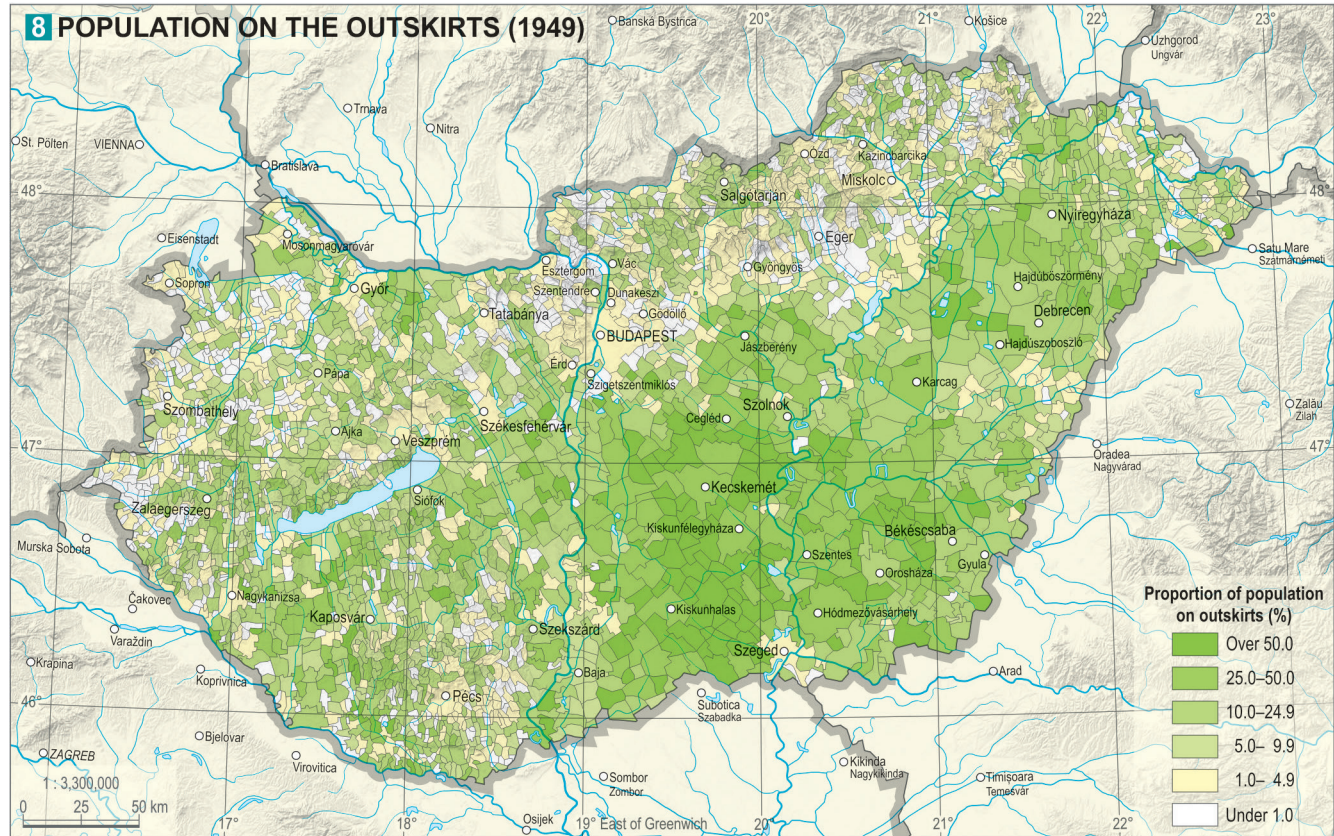 8 POPULATION ON THE OUTSKIRTS (1949)
Banská Bystrica
20°
21°
Košice
22°
23°
Uzhgorod
Ungvár
Trnava
Nitra
St. Pölten
VIENNA
Bratislava
Ózd
Kazincbarcika
Miskolc
48°
48°
Salgótarján
Nyíregyháza
Eisenstadt
Mosonmagyaróvár
Eger
Satu Mare
Szatmárnémeti
Sopron
Győr
Esztergom
Vác
Gyöngyös
Hajdúböszörmény
Szentendre
Dunakeszi
Tatabánya
Gödöllő
Debrecen
BUDAPEST
Jászberény
Hajdúszoboszló
Pápa
Érd
Szigetszentmiklós
Karcag
Szombathely
Szolnok
Zalău
Zilah
Székesfehérvár
Cegléd
Ajka
Veszprém
47°
47°
Oradea
Nagyvárad
Zalaegerszeg
Siófok
Kecskemét
Kiskunfélegyháza
Békéscsaba
Murska Sobota
Szentes
Gyula
Orosháza
Nagykanizsa
Čakovec
Kaposvár
Kiskunhalas
Hódmezővásárhely
Varaždin
Szekszárd
Szeged
Krapina
Koprivnica
Baja
Arad
46°
46°
Pécs
Subotica
Szabadka
Bjelovar
ZAGREB
Virovitica
Kikinda
Nagykikinda
Sombor
Zombor
Timișoara
Temesvár
1 : 3,300,000
0 25 50 km
17°
18°
Osijek
19°
East of Greenwich
20°
21°
22°
Proportion of population
on outskirts (%)
Over 50.0
25.0–50.0
10.0–24.9
5.0– 9.9
1.0– 4.9
Under 1.0